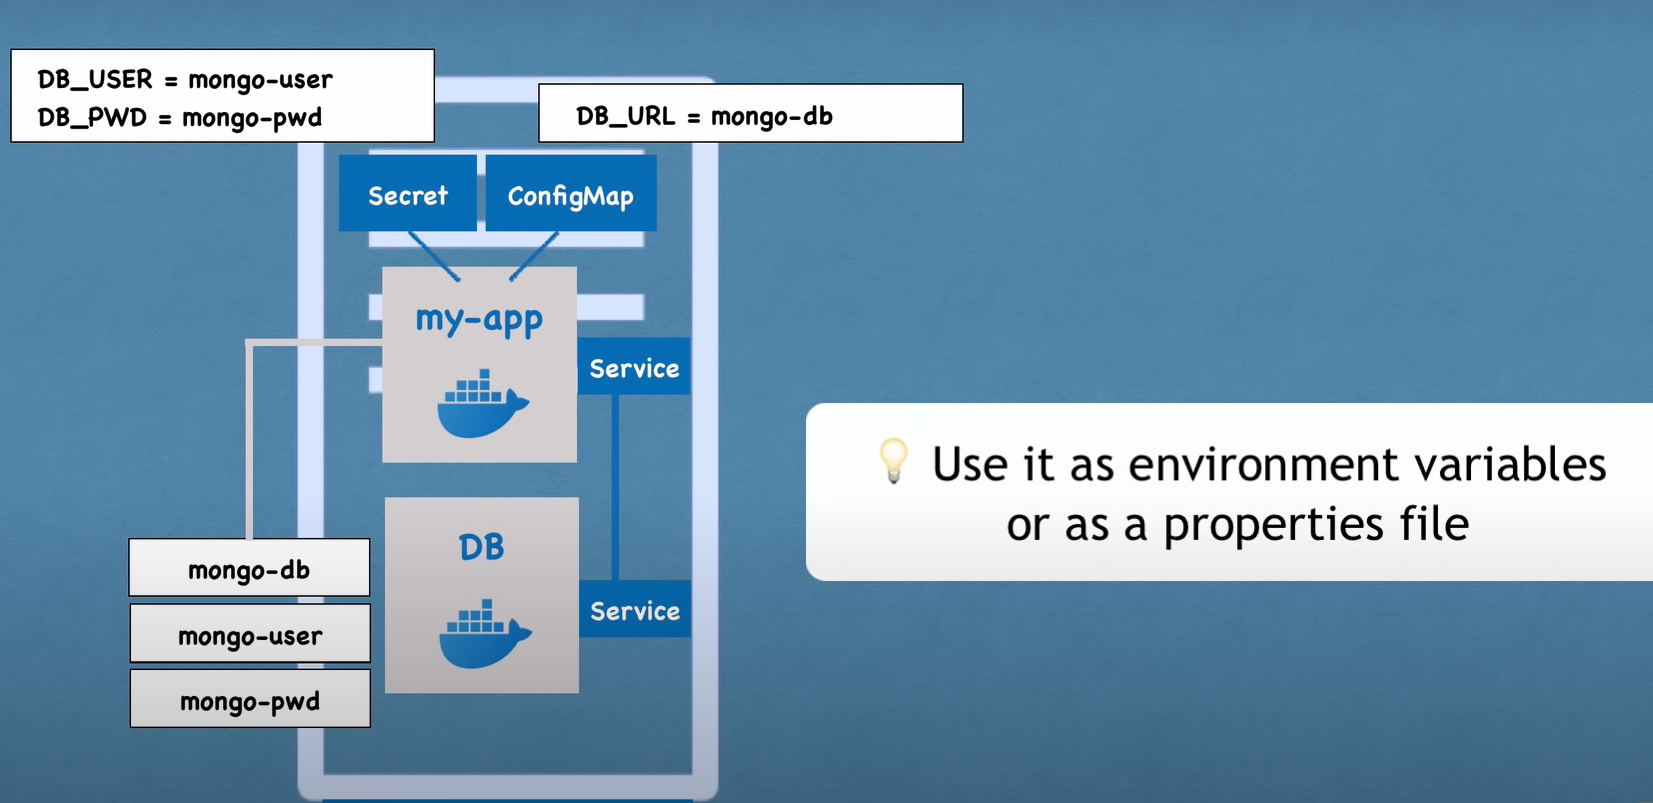 DB_USER = mongo-user
DB_PWD = mongo-pwd
DB_URL = mongo-db
Secret
ConfigMap
my-app
Service
Use it as environment variables
or as a properties file
DB
Service
mongo-db
mongo-user
mongo-pwd